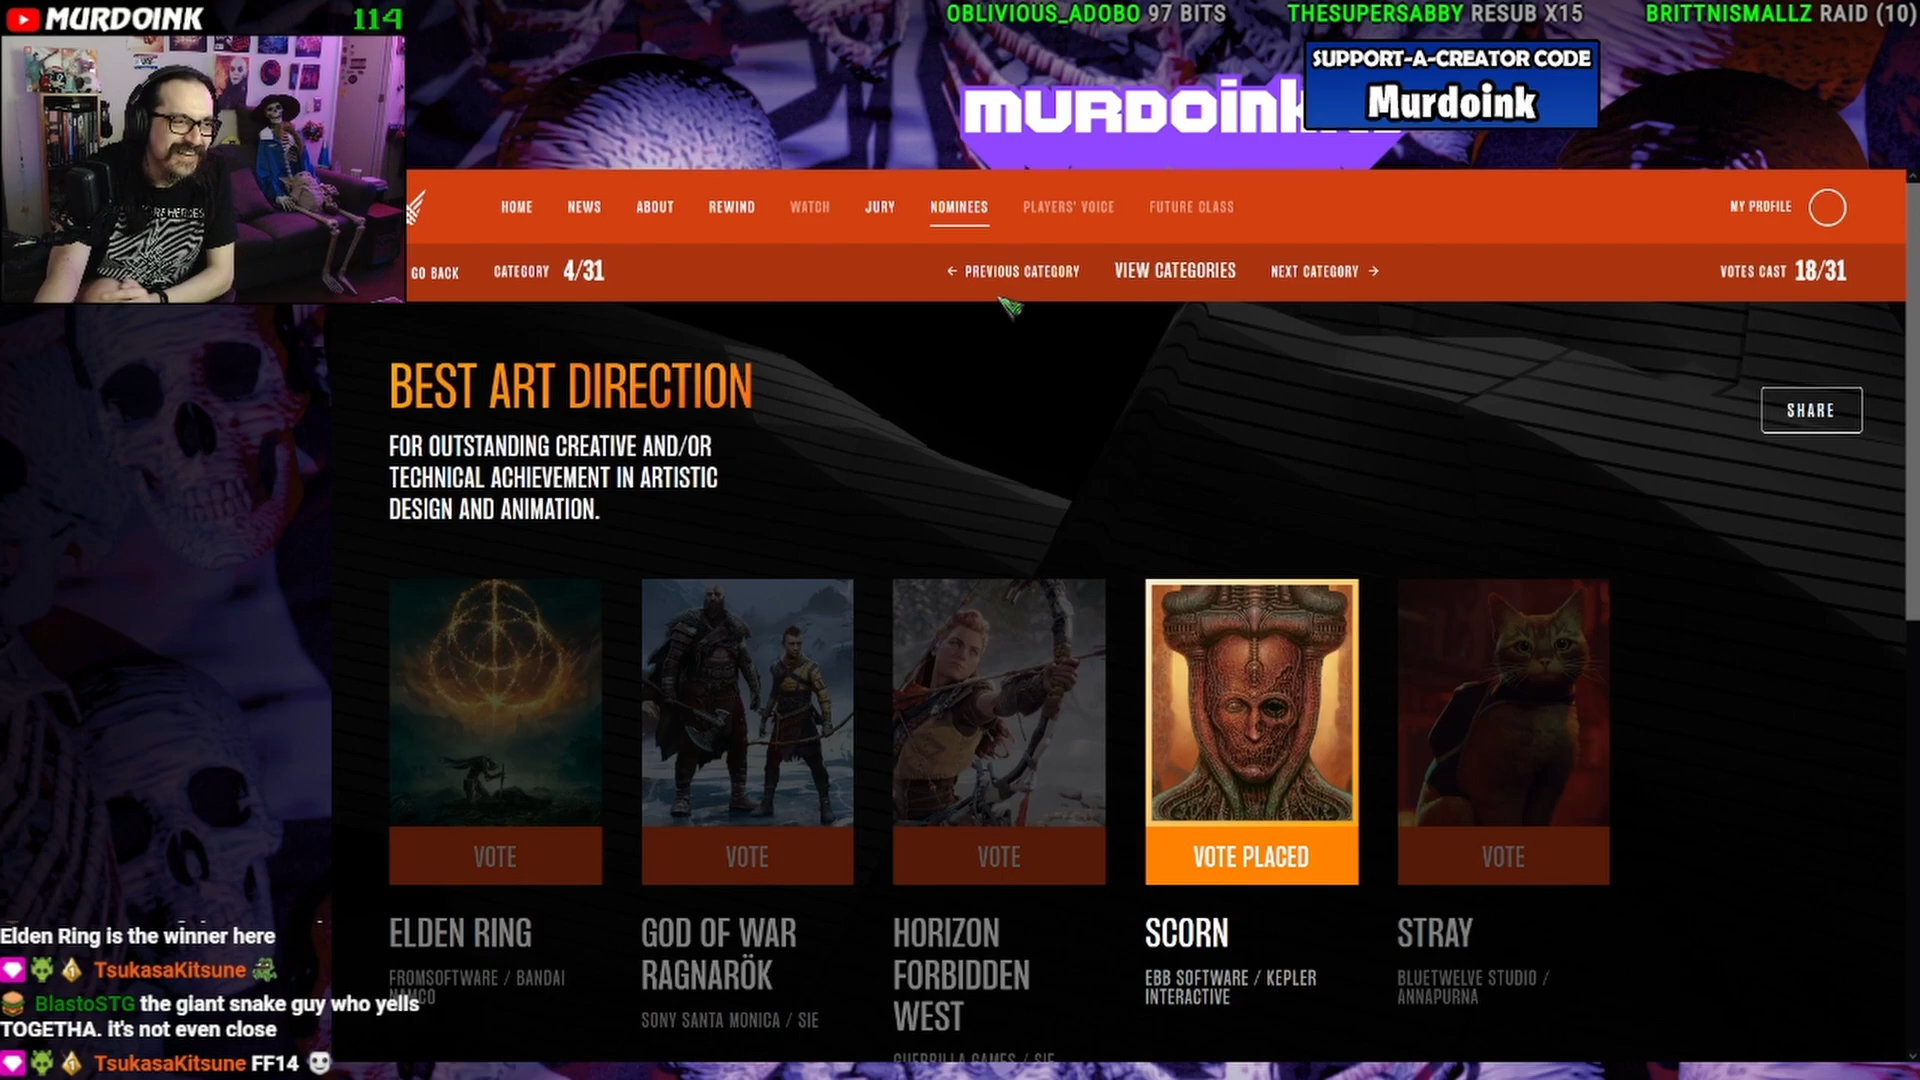 MURDOINK
114
OBLIVIOUS_ADOBO 97 BITS
THESUPERSABBY RESUB X15
BRITTNISMALLZ RAID (10)
SUPPORT-A-CREATOR CODE
Murdoink
MURDOink
HOME
NEWS
ABOUT
REWIND
WATCH
JURY
NOMINEES
PLAYERS' VOICE
FUTURE CLASS
MY PROFILE
GO BACK
CATEGORY 4/31
← PREVIOUS CATEGORY
VIEW CATEGORIES
NEXT CATEGORY →
VOTES CAST 18/31
BEST ART DIRECTION
SHARE
FOR OUTSTANDING CREATIVE AND/OR
TECHNICAL ACHIEVEMENT IN ARTISTIC
DESIGN AND ANIMATION.
VOTE
VOTE
VOTE
VOTE PLACED
VOTE
ELDEN RING
FROMSOFTWARE / BANDAI
NAMCO
GOD OF WAR
RAGNARÖK
SONY SANTA MONICA / SIE
HORIZON
FORBIDDEN
WEST
GUERRILLA GAMES / SIE
SCORN
EBB SOFTWARE / KEPLER
INTERACTIVE
STRAY
BLUETWELVE STUDIO /
ANNAPURNA
Elden Ring is the winner here
TsukasaKitsune
BlastoSTG the giant snake guy who yells
TOGETHA. it's not even close
TsukasaKitsune FF14